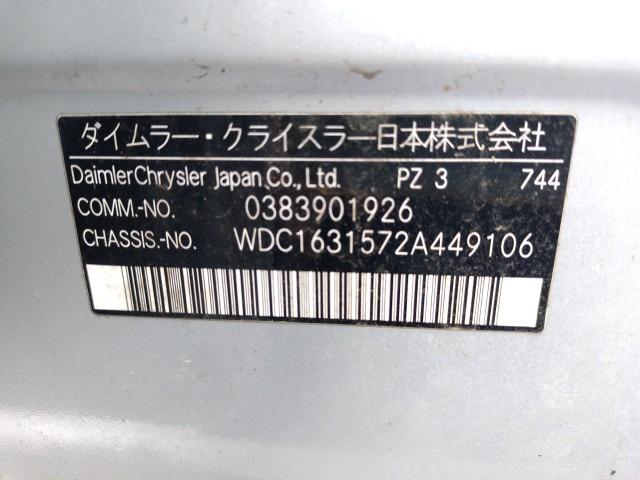 ダイムラー・クライスラー日本株式会社
DaimlerChrysler Japan Co., Ltd. PZ 3 744
COMM.-NO. 0383901926
CHASSIS.-NO. WDC1631572A449106